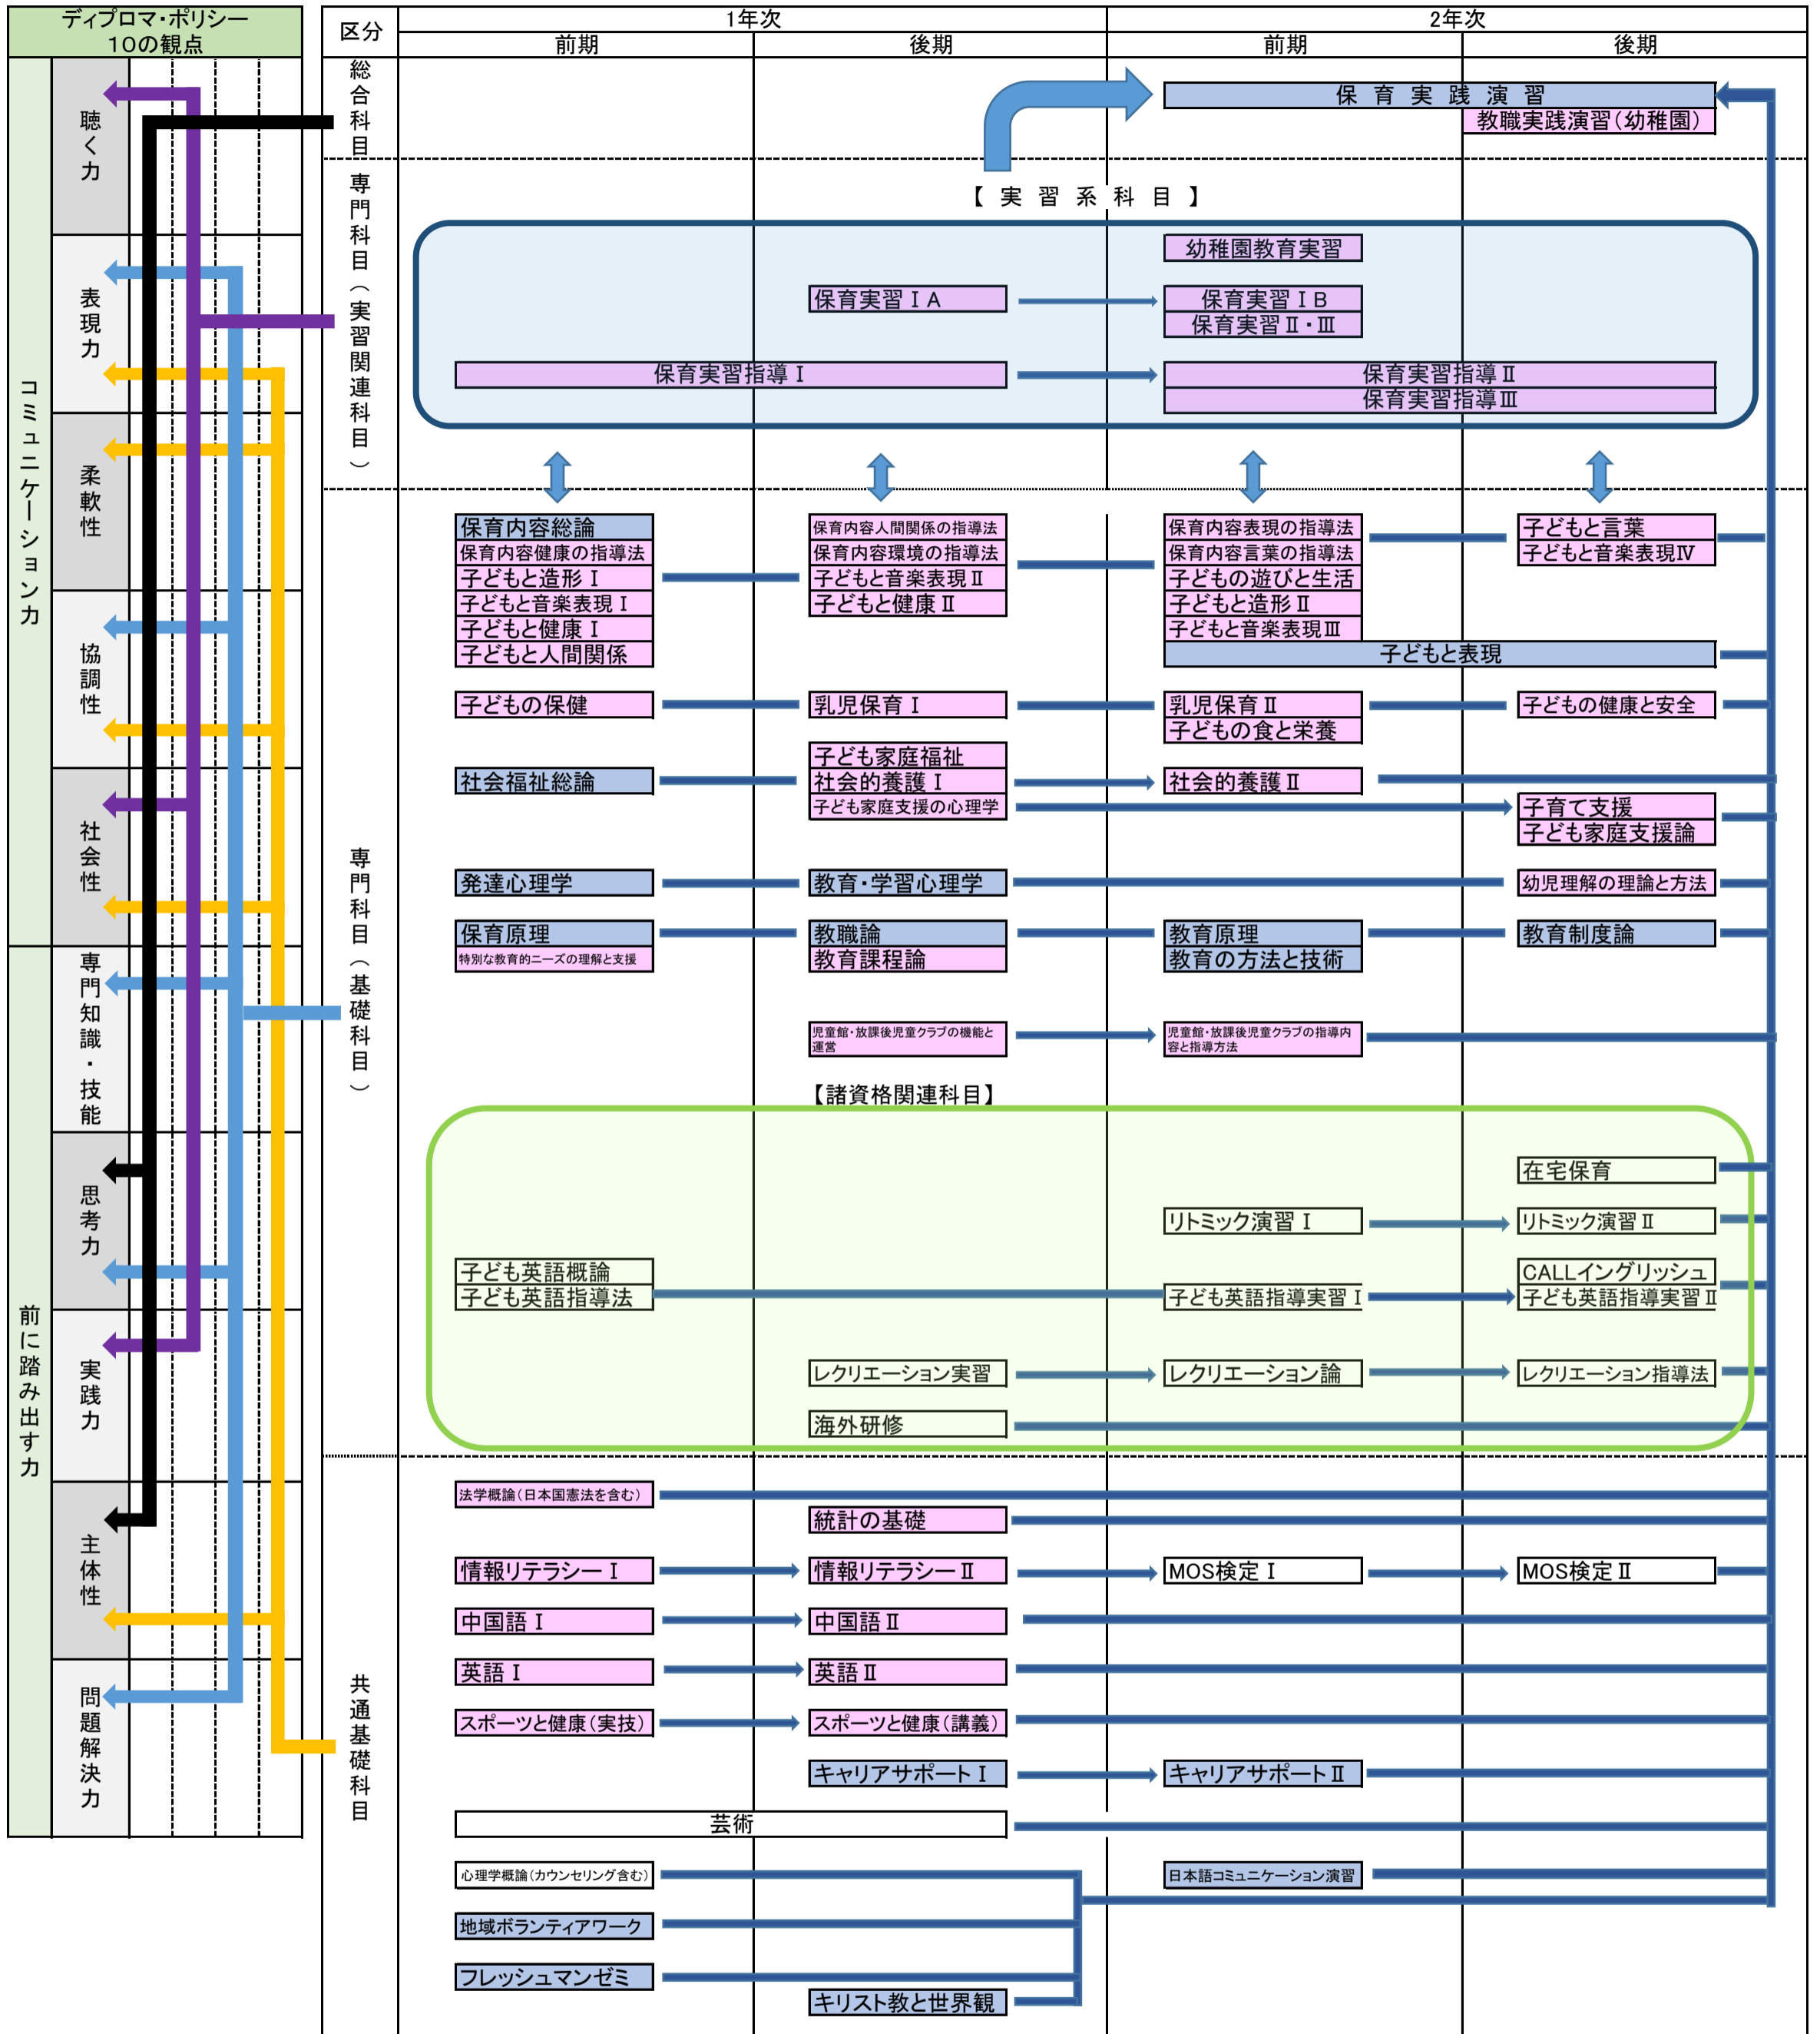 ディプロマ・ポリシー
10の観点
コミュニケーション力
聴く力
表現力
柔軟性
協調性
社会性
前に踏み出す力
専門知識・技能
思考力
実践力
主体性
問題解決力
区分
1年次
2年次
前期
後期
前期
後期
総合科目
保育実践演習
教職実践演習(幼稚園)
専門科目(実習関連科目)
【実習系科目】
幼稚園教育実習
保育実習ⅠA
保育実習ⅠB
保育実習Ⅱ・Ⅲ
保育実習指導Ⅰ
保育実習指導Ⅱ
保育実習指導Ⅲ
専門科目(基礎科目)
保育内容総論
保育内容健康の指導法
子どもと造形Ⅰ
子どもと音楽表現Ⅰ
子どもと健康Ⅰ
子どもと人間関係
保育内容人間関係の指導法
保育内容環境の指導法
子どもと音楽表現Ⅱ
子どもと健康Ⅱ
保育内容表現の指導法
保育内容言葉の指導法
子どもの遊びと生活
子どもと造形Ⅱ
子どもと音楽表現Ⅲ
子どもと言葉
子どもと音楽表現Ⅳ
子どもと表現
子どもの保健
乳児保育Ⅰ
乳児保育Ⅱ
子どもの食と栄養
子どもの健康と安全
社会福祉総論
子ども家庭福祉
社会的養護Ⅰ
子ども家庭支援の心理学
社会的養護Ⅱ
子育て支援
子ども家庭支援論
発達心理学
教育・学習心理学
幼児理解の理論と方法
保育原理
特別な教育的ニーズの理解と支援
教職論
教育課程論
教育原理
教育の方法と技術
教育制度論
児童館・放課後児童クラブの機能と
運営
児童館・放課後児童クラブの指導内
容と指導方法
【諸資格関連科目】
在宅保育
リトミック演習Ⅰ
リトミック演習Ⅱ
子ども英語概論
子ども英語指導法
子ども英語指導実習Ⅰ
CALLイングリッシュ
子ども英語指導実習Ⅱ
レクリエーション実習
レクリエーション論
レクリエーション指導法
海外研修
共通基礎科目
法学概論(日本国憲法を含む)
統計の基礎
情報リテラシーⅠ
情報リテラシーⅡ
MOS検定Ⅰ
MOS検定Ⅱ
中国語Ⅰ
中国語Ⅱ
英語Ⅰ
英語Ⅱ
スポーツと健康(実技)
スポーツと健康(講義)
キャリアサポートⅠ
キャリアサポートⅡ
芸術
心理学概論(カウンセリング含む)
日本語コミュニケーション演習
地域ボランティアワーク
フレッシュマンゼミ
キリスト教と世界観